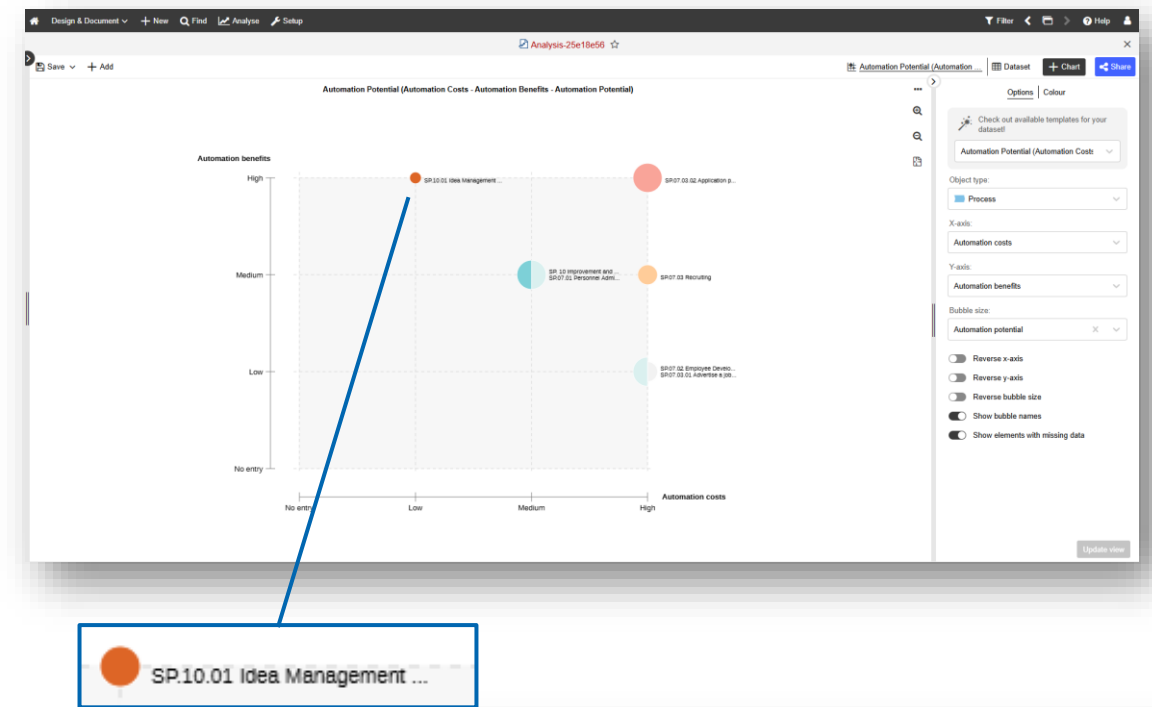 Design & Document
New
Find
Analyse
Setup
Filter
Help
Analysis-25e18e56
Save
Add
Automation Potential (Automation ...
Dataset
Chart
Share
Automation Potential (Automation Costs - Automation Benefits - Automation Potential)
Options
Colour
Check out available templates for your
dataset!
Automation Potential (Automation Costs
Object type:
Process
X-axis:
Automation costs
Y-axis:
Automation benefits
Bubble size:
Automation potential
Reverse x-axis
Reverse y-axis
Reverse bubble size
Show bubble names
Show elements with missing data
Update view
Automation benefits
High
SP.10.01 Idea Management ...
SP.07.03.02 Application p...
Medium
SP. 10 Improvement and ...
SP.07.01 Personnel Admi...
SP.07.03 Recruiting
Low
SP.07.02 Employee Develo...
SP.07.03.01 Advertise a job...
No entry
Automation costs
No entry
Low
Medium
High
SP.10.01 Idea Management ...